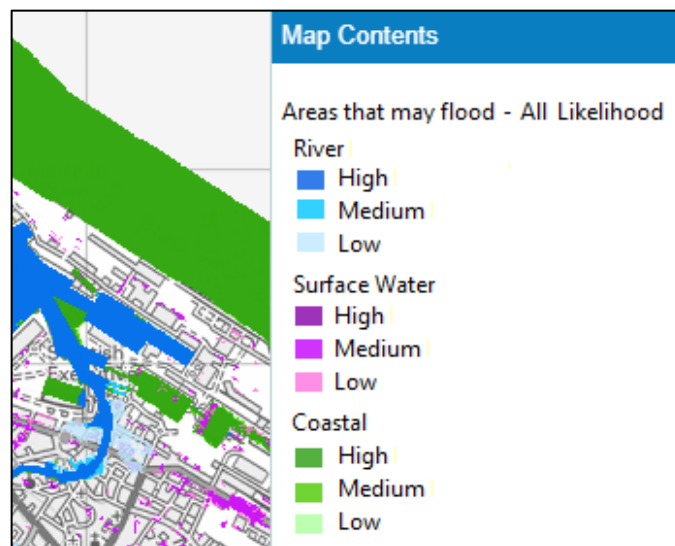 Map Contents
Areas that may flood - All Likelihood
River
High
Medium
Low
Surface Water
High
Medium
Low
Coastal
High
Medium
Low